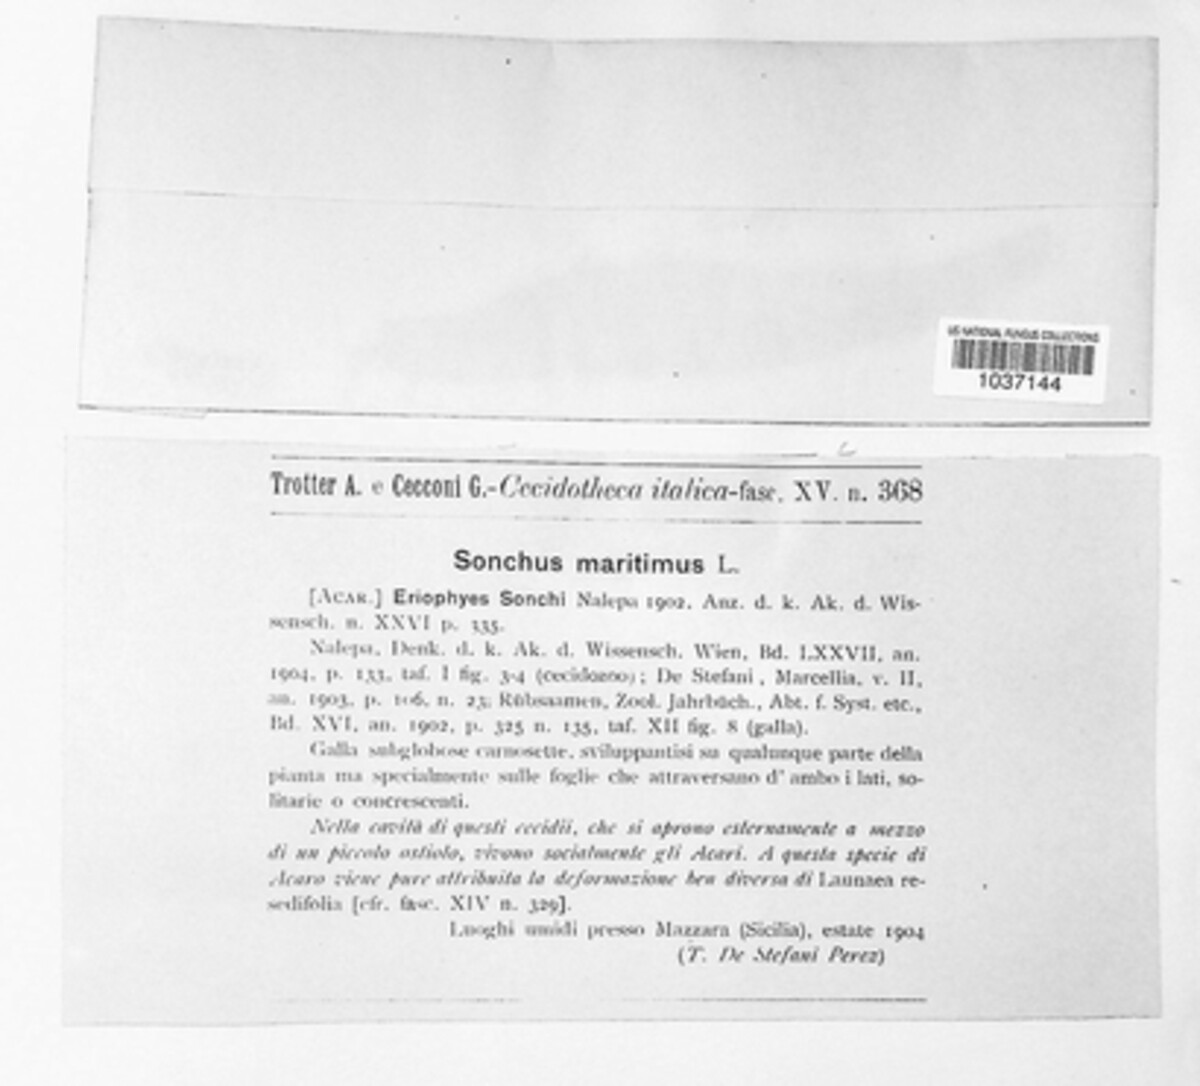 US NATIONAL FUNGUS COLLECTIONS
1037144
Trotter A. e Cecconi G.-Cecidotheca italica-fasc. XV. n. 368
Sonchus maritimus L.
[Acar.] Eriophyes Sonchi Nalepa 1902, Anz. d. k. Ak. d. Wis-
sensch. n. XXVI p. 335.
Nalepa, Denk. d. k. Ak. d. Wissensch. Wien, Bd. LXXVII, an.
1904, p. 133, taf. I fig. 3-4 (cecidozoo); De Stefani, Marcellia, v. II,
an. 1903, p. 106, n. 23; Rübsaamen, Zool. Jahrbüch., Abt. f. Syst. etc.,
Bd. XVI, an. 1902, p. 325 n. 135, taf. XII fig. 8 (galla).
Galla subglobose carnosette, sviluppantisi su qualunque parte della
pianta ma specialmente sulle foglie che attraversano d' ambo i lati, so-
litarie o concrescenti.
Nella cavità di questi cecidii, che si aprono esternamente a mezzo
di un piccolo ostiolo, vivono socialmente gli Acari. A questa specie di
Acaro viene pure attribuita la deformazione ben diversa di Launaea re-
sedifolia [cfr. fasc. XIV n. 329].
Luoghi umidi presso Mazzara (Sicilia), estate 1904
(T. De Stefani Perez)